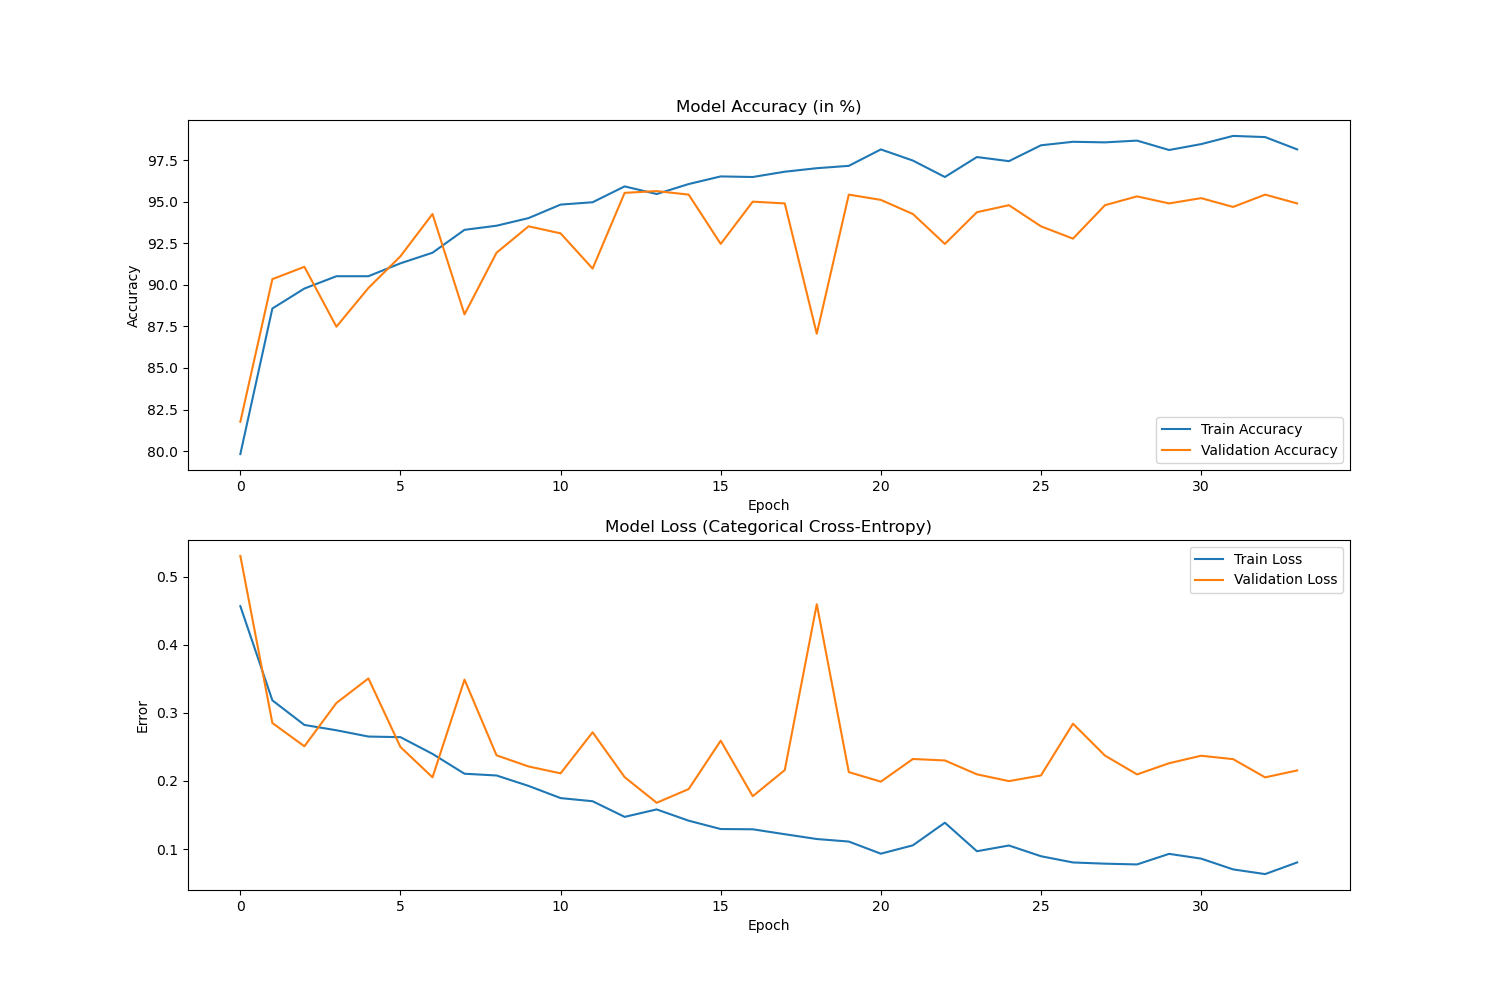 Model Accuracy (in %)
Accuracy
97.5
95.0
92.5
90.0
87.5
85.0
82.5
80.0
Train Accuracy
Validation Accuracy
0 5 10 15 20 25 30
Epoch
Model Loss (Categorical Cross-Entropy)
Error
0.5
0.4
0.3
0.2
0.1
Train Loss
Validation Loss
0 5 10 15 20 25 30
Epoch